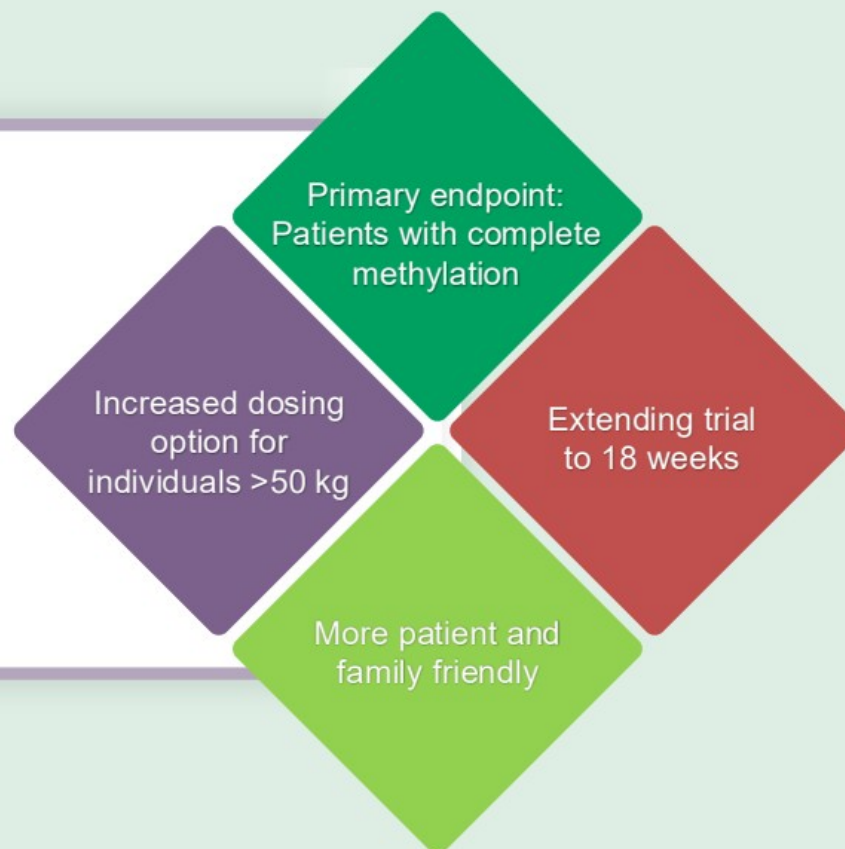 Primary endpoint:
Patients with complete
methylation
Increased dosing
option for
individuals >50 kg
Extending trial
to 18 weeks
More patient and
family friendly